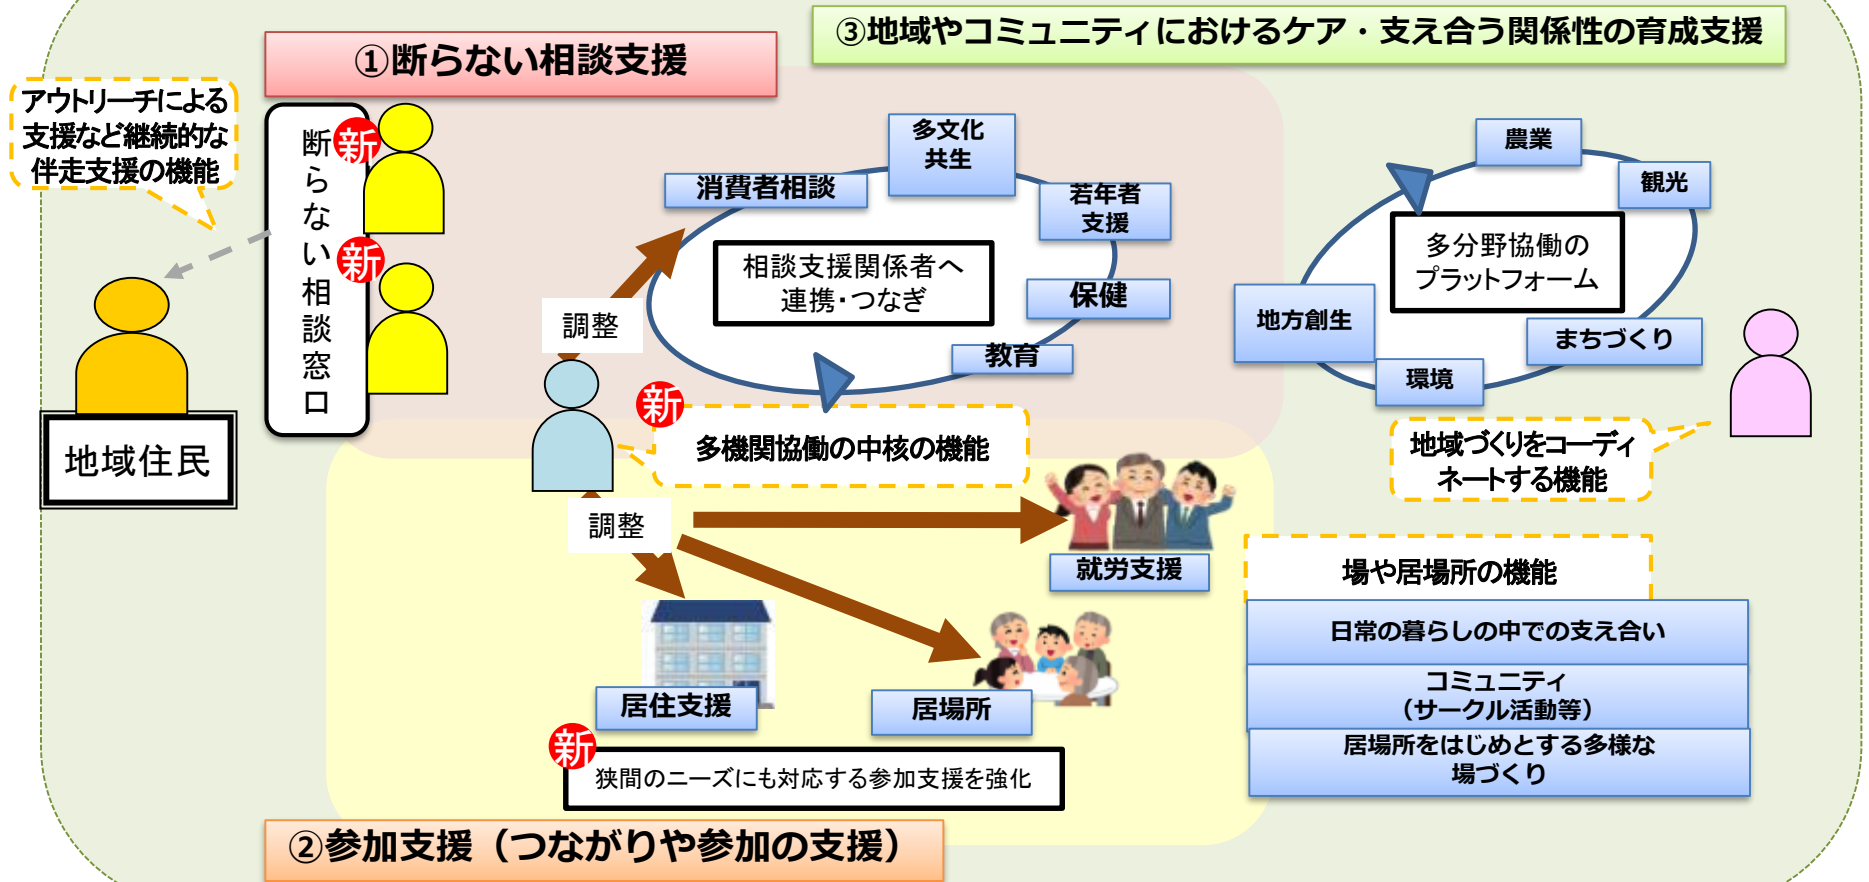 ③地域やコミュニティにおけるケア・支え合う関係性の育成支援
①断らない相談支援
アウトリーチによる
支援など継続的な
伴走支援の機能
断らない相談窓口
新
新
地域住民
多文化
共生
消費者相談
若年者
支援
相談支援関係者へ
連携・つなぎ
保健
教育
調整
新
多機関協働の中核の機能
農業
観光
多分野協働の
プラットフォーム
地方創生
まちづくり
環境
地域づくりをコーディ
ネートする機能
調整
就労支援
居住支援
居場所
新
狭間のニーズにも対応する参加支援を強化
場や居場所の機能
日常の暮らしの中での支え合い
コミュニティ
（サークル活動等）
居場所をはじめとする多様な
場づくり
②参加支援（つながりや参加の支援）